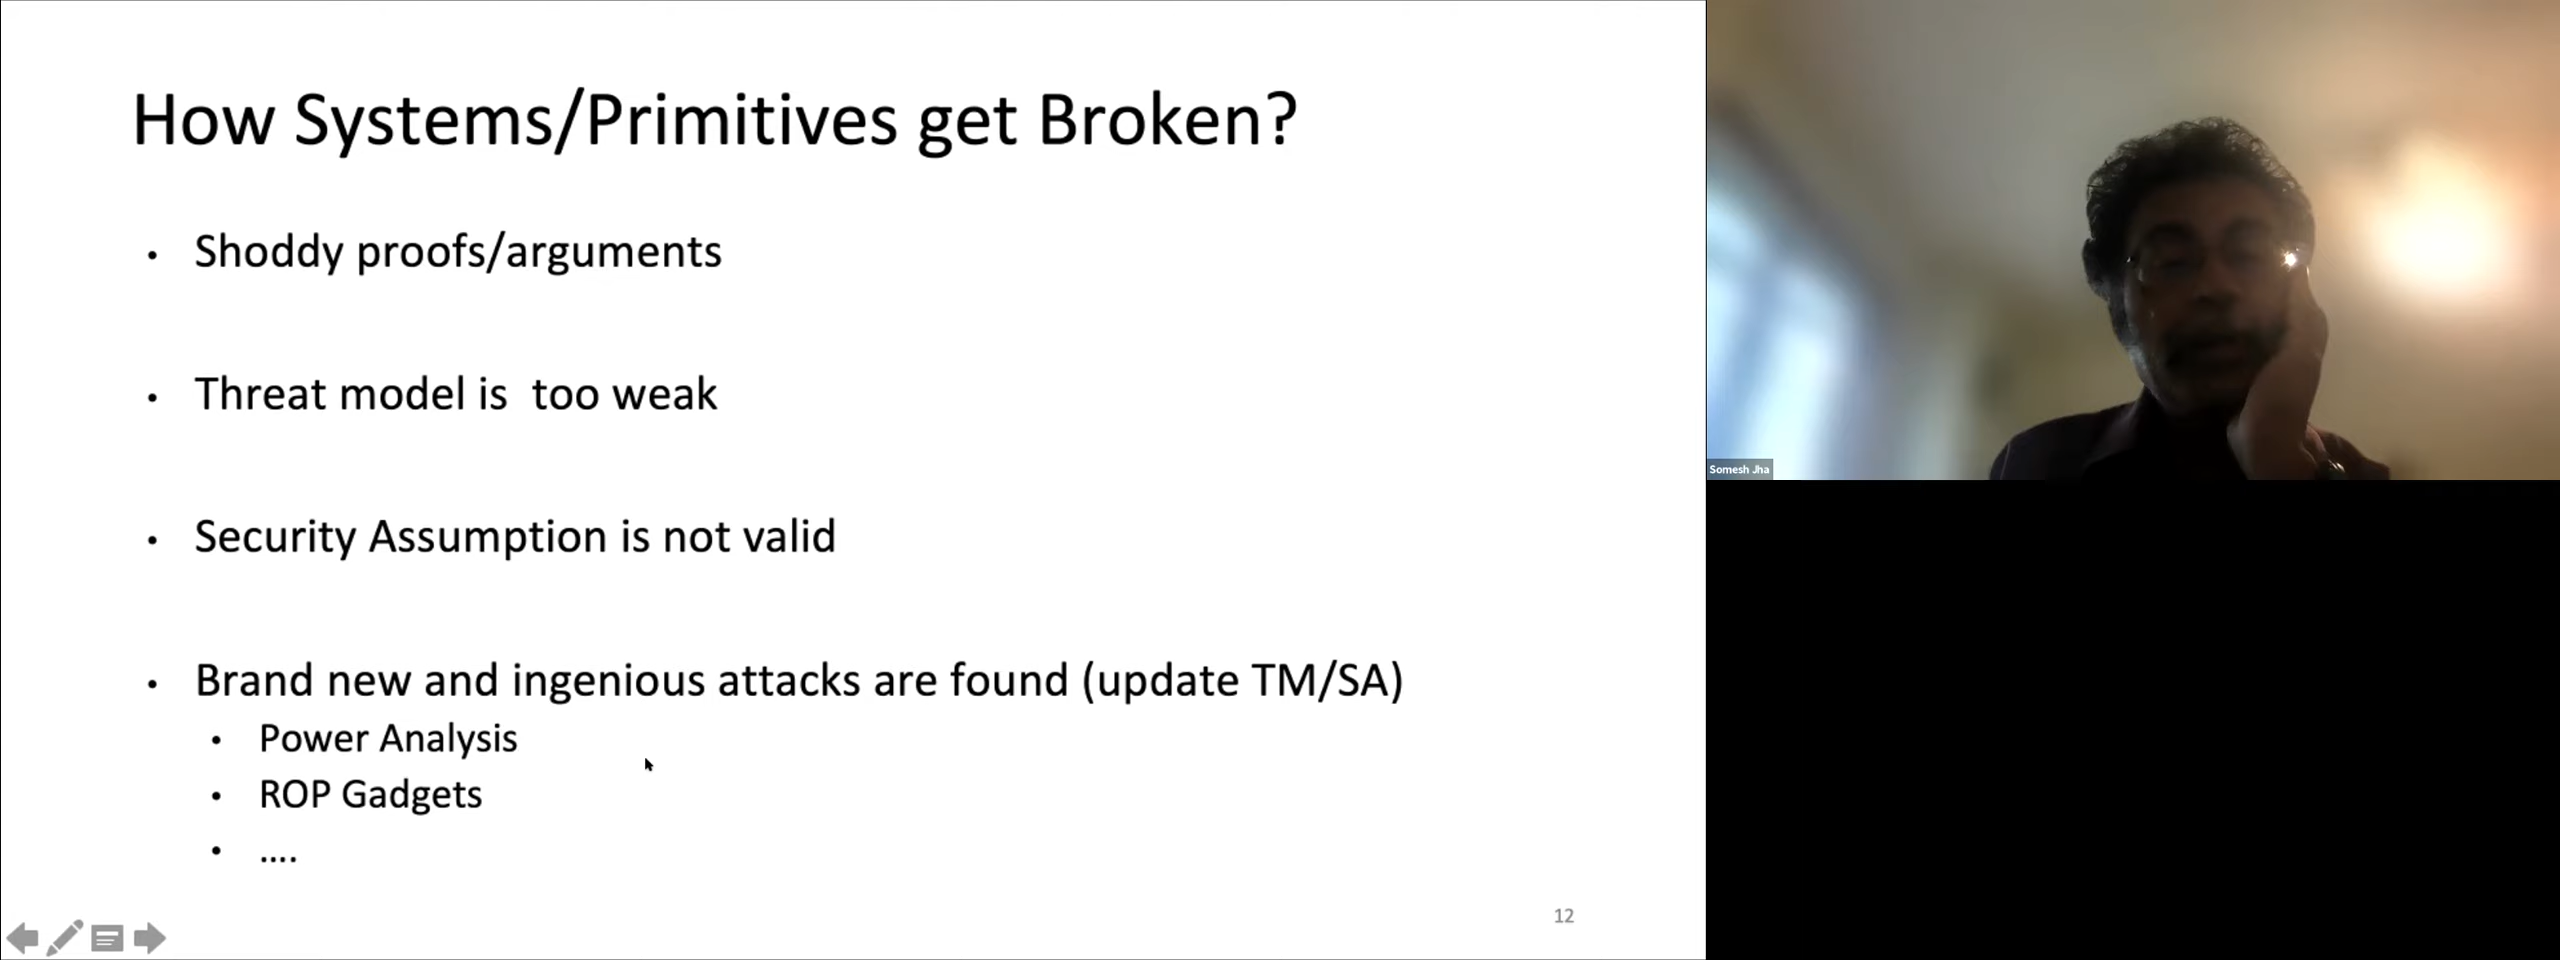 How Systems/Primitives get Broken?
• Shoddy proofs/arguments
• Threat model is  too weak
• Security Assumption is not valid
• Brand new and ingenious attacks are found (update TM/SA)
• Power Analysis
• ROP Gadgets
• ....
12
Somesh Jha